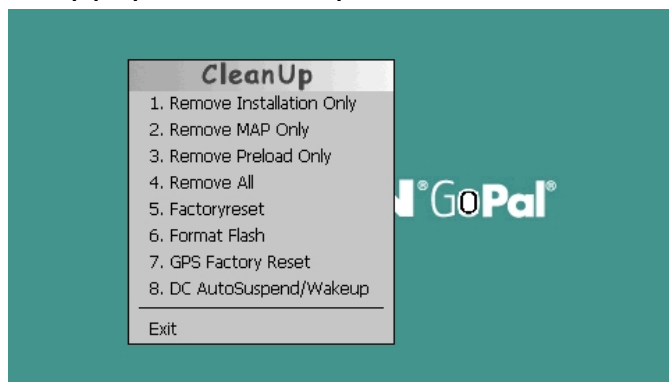 CleanUp
1. Remove Installation Only
2. Remove MAP Only
3. Remove Preload Only
4. Remove All
N®GoPal®
5. Factoryreset
6. Format Flash
7. GPS Factory Reset
8. DC AutoSuspend/Wakeup
Exit